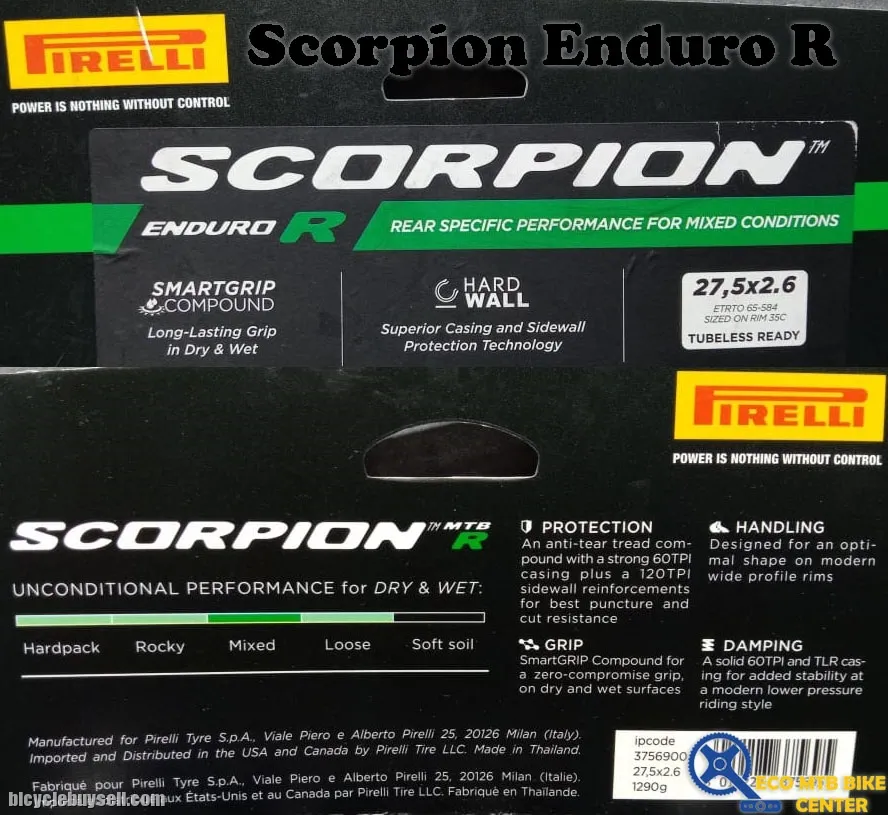 PIRELLI
POWER IS NOTHING WITHOUT CONTROL
Scorpion Enduro R
SCORPION™
ENDURO R
REAR SPECIFIC PERFORMANCE FOR MIXED CONDITIONS
SMARTGRIP
COMPOUND
Long-Lasting Grip
in Dry & Wet
HARD
WALL
Superior Casing and Sidewall
Protection Technology
27,5x2.6
ETRTO 65-584
SIZED ON RIM 35C
TUBELESS READY
PIRELLI
POWER IS NOTHING WITHOUT CONTROL
SCORPION™ MTB
R
UNCONDITIONAL PERFORMANCE for DRY & WET:
Hardpack Rocky Mixed Loose Soft soil
PROTECTION
An anti-tear tread com-
pound with a strong 60TPI
casing plus a 120TPI
sidewall reinforcements
for best puncture and
cut resistance
HANDLING
Designed for an opti-
mal shape on modern
wide profile rims
GRIP
SmartGRIP Compound for
a zero-compromise grip,
on dry and wet surfaces
DAMPING
A solid 60TPI and TLR cas-
ing for added stability at
a modern lower pressure
riding style
Manufactured for Pirelli Tyre S.p.A., Viale Piero e Alberto Pirelli 25, 20126 Milan (Italy).
Imported and Distributed in the USA and Canada by Pirelli Tire LLC. Made in Thailand.
Fabriqué pour Pirelli Tyre S.p.A., Viale Piero e Alberto Pirelli 25, 20126 Milan (Italie).
aux États-Unis et au Canada par Pirelli Tire LLC. Fabriqué en Thaïlande.
bicyclebuysell.com
ipcode
3756900
27,5x2.6
1290g
ECO MTB BIKE
CENTER